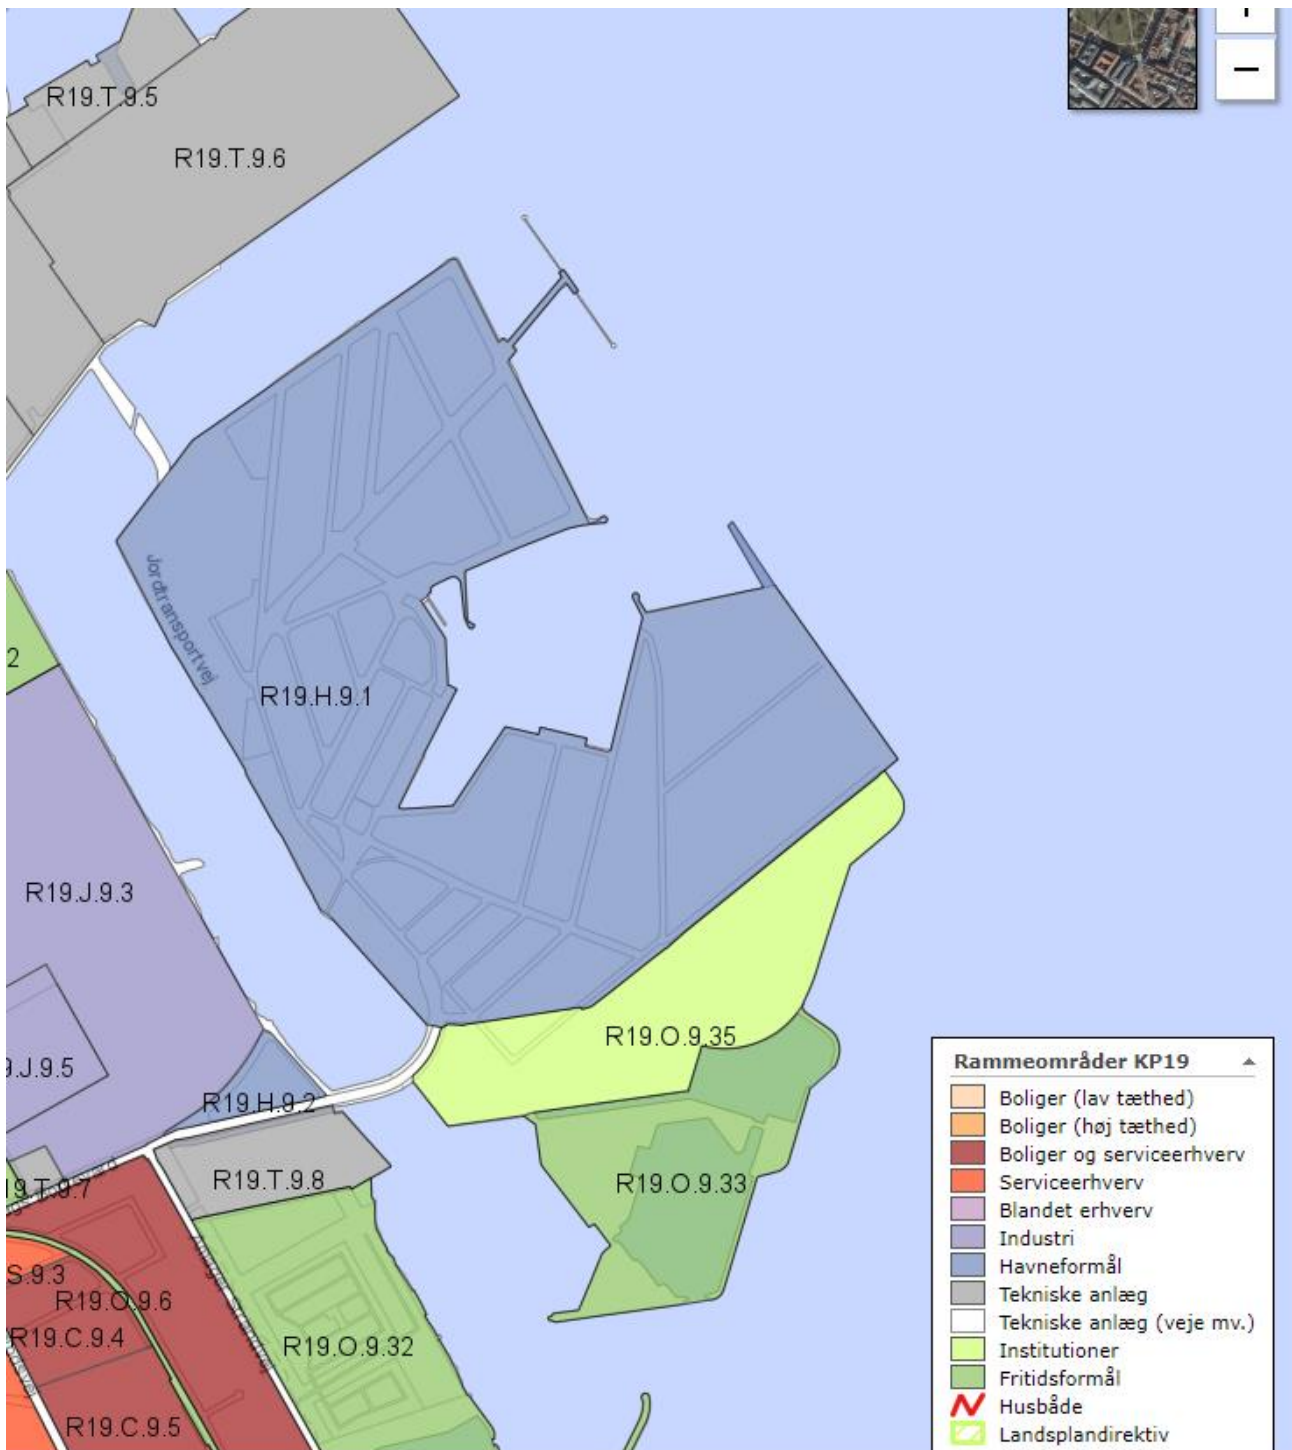 +
−
R19.T.9.5
R19.T.9.6
Jordtransportvej
2
R19.H.9.1
R19.J.9.3
R19.O.9.35
9.J.9.5
R19.H.9.2
R19.O.9.33
R19.T.9.8
19.T.9.7
S.9.3
R19.O.9.6
R19.C.9.4
R19.O.9.32
Amager Strandvej
R19.C.9.5
Rammeområder KP19
Boliger (lav tæthed)
Boliger (høj tæthed)
Boliger og serviceerhverv
Serviceerhverv
Blandet erhverv
Industri
Havneformål
Tekniske anlæg
Tekniske anlæg (veje mv.)
Institutioner
Fritidsformål
Husbåde
Landsplandirektiv